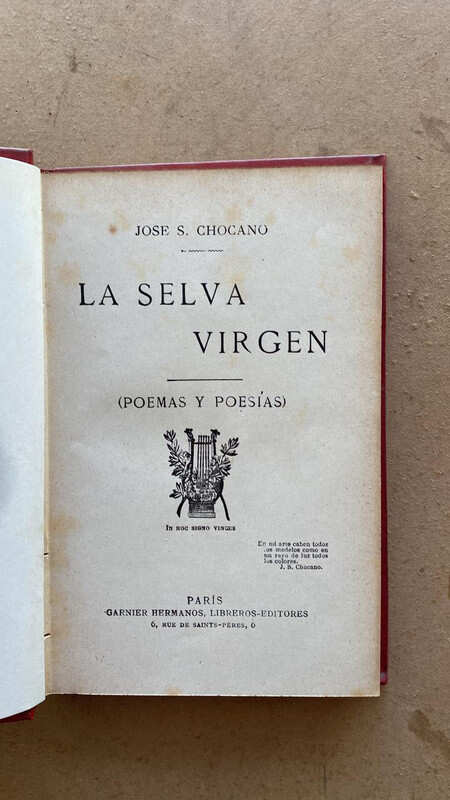 JOSE S. CHOCANO
LA SELVA
VIRGEN
(POEMAS Y POESÍAS)
IN HOC SIGNO VINCES
En mi arte caben todos
los modelos como en
un rayo de luz todos
los colores.
J. S. Chocano.
PARÍS
GARNIER HERMANOS, LIBREROS-EDITORES
6, RUE DE SAINTS-PÈRES, 6